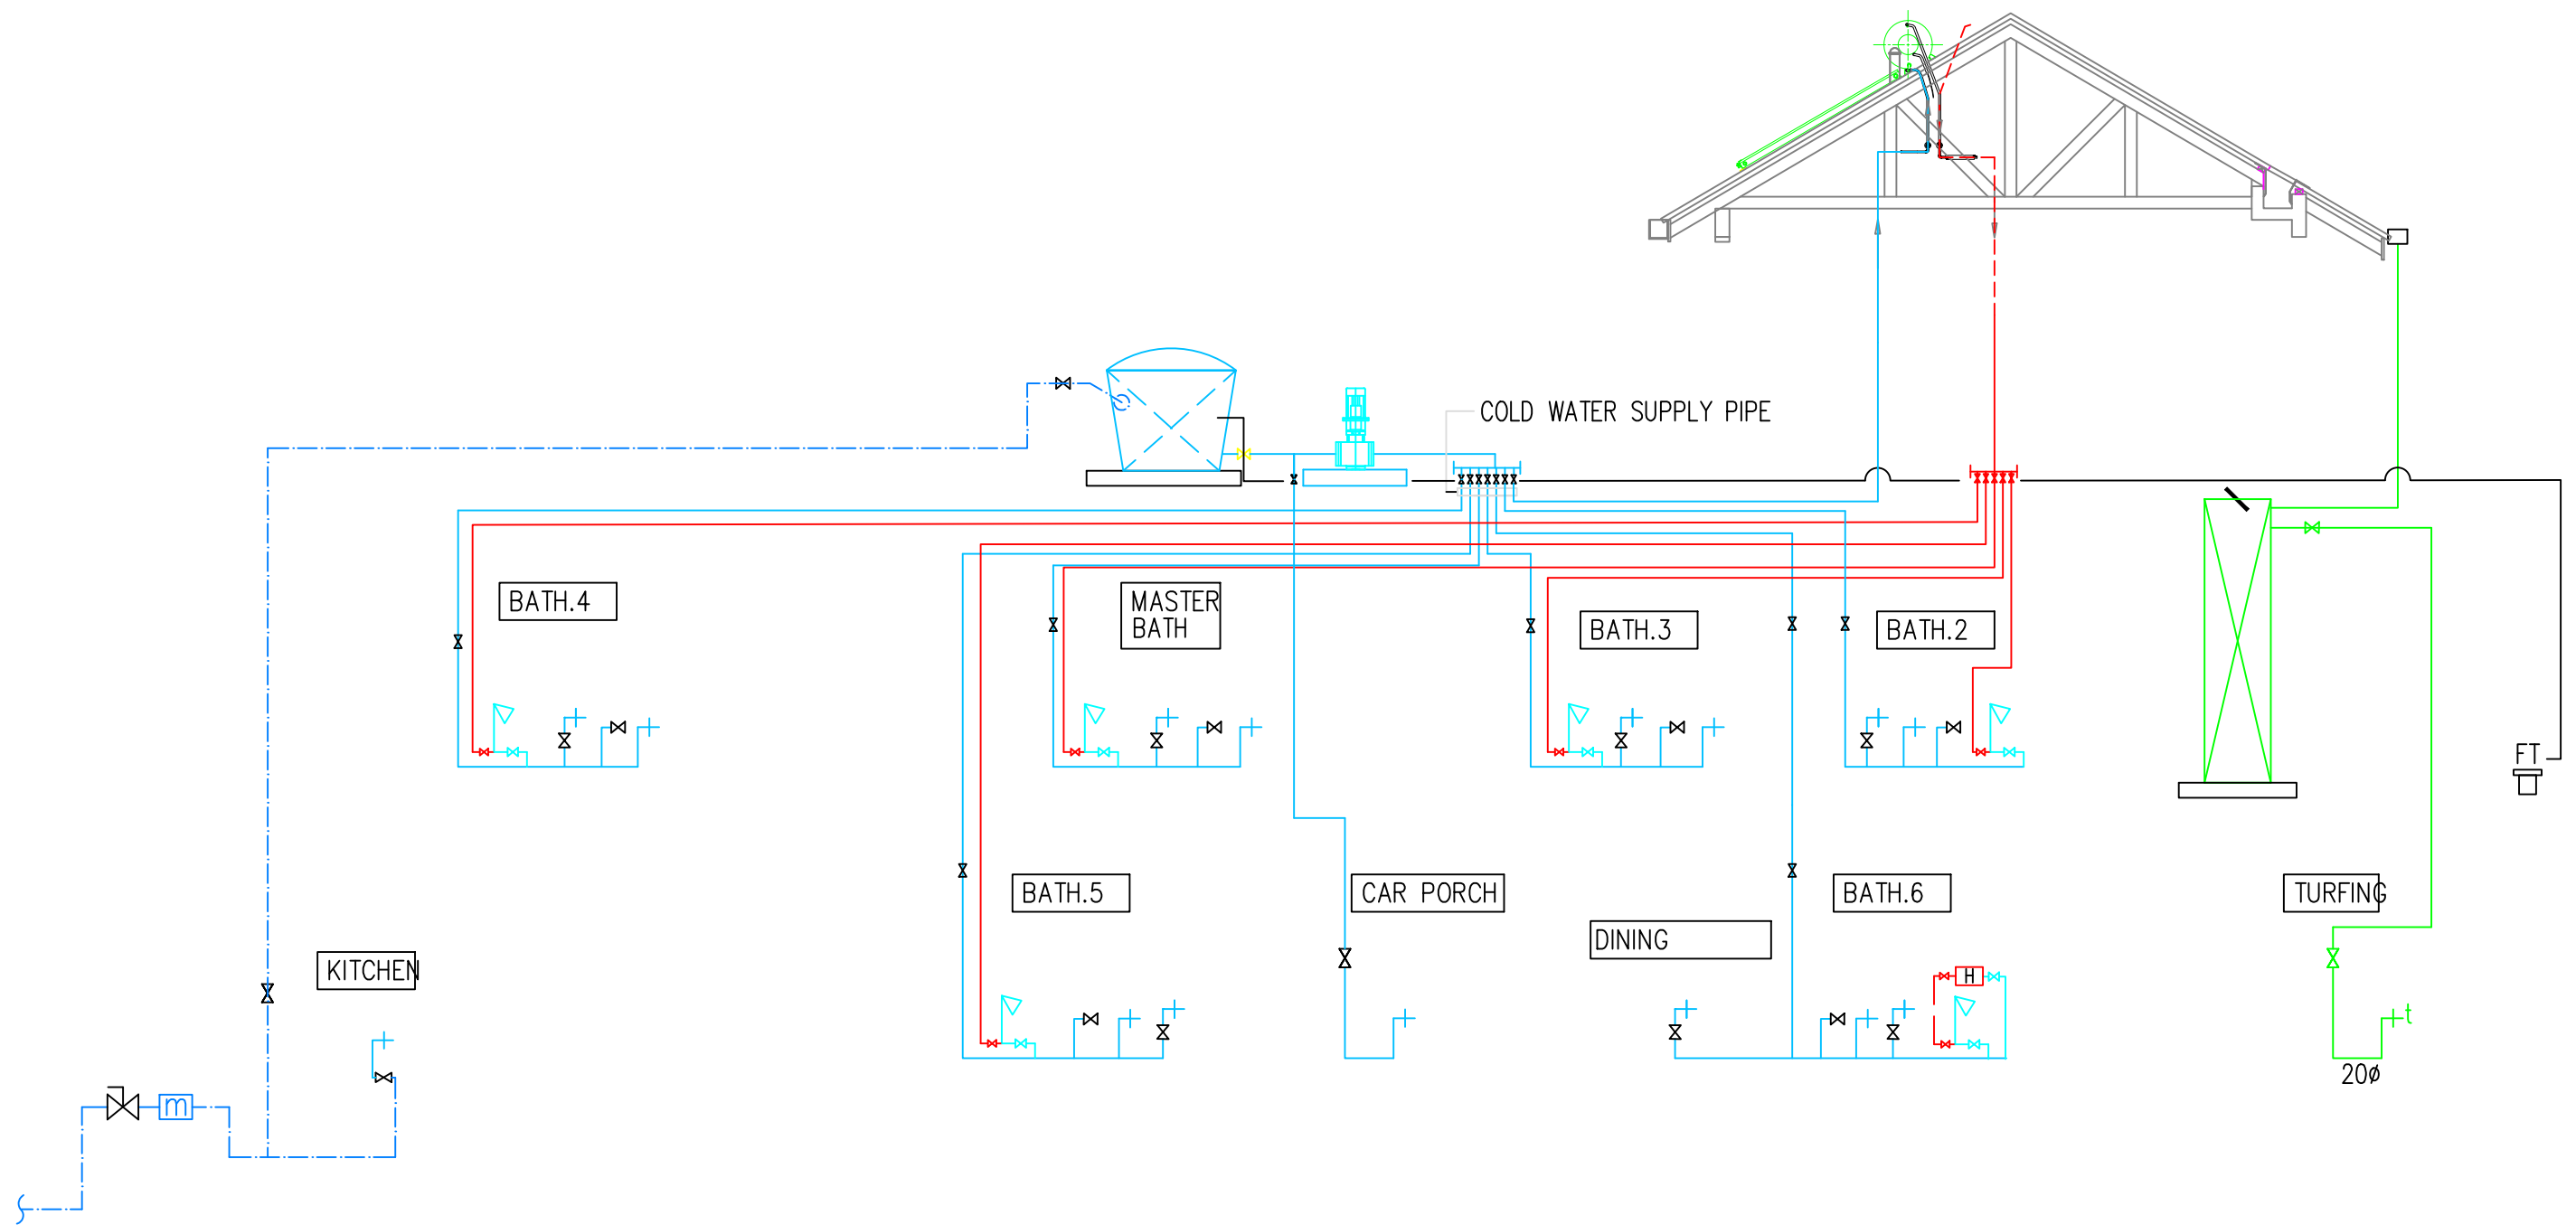 COLD WATER SUPPLY PIPE
BATH.4
MASTER
BATH
BATH.3
BATH.2
FT
BATH.5
CAR PORCH
BATH.6
TURFING
DINING
KITCHEN
H
t
20ø
m